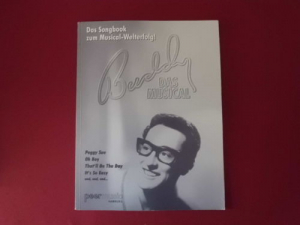 Das Songbook
zum Musical-Welterfolg!
Buddy
DAS MUSICAL
Peggy Sue
Oh Boy
That'll Be The Day
It's So Easy